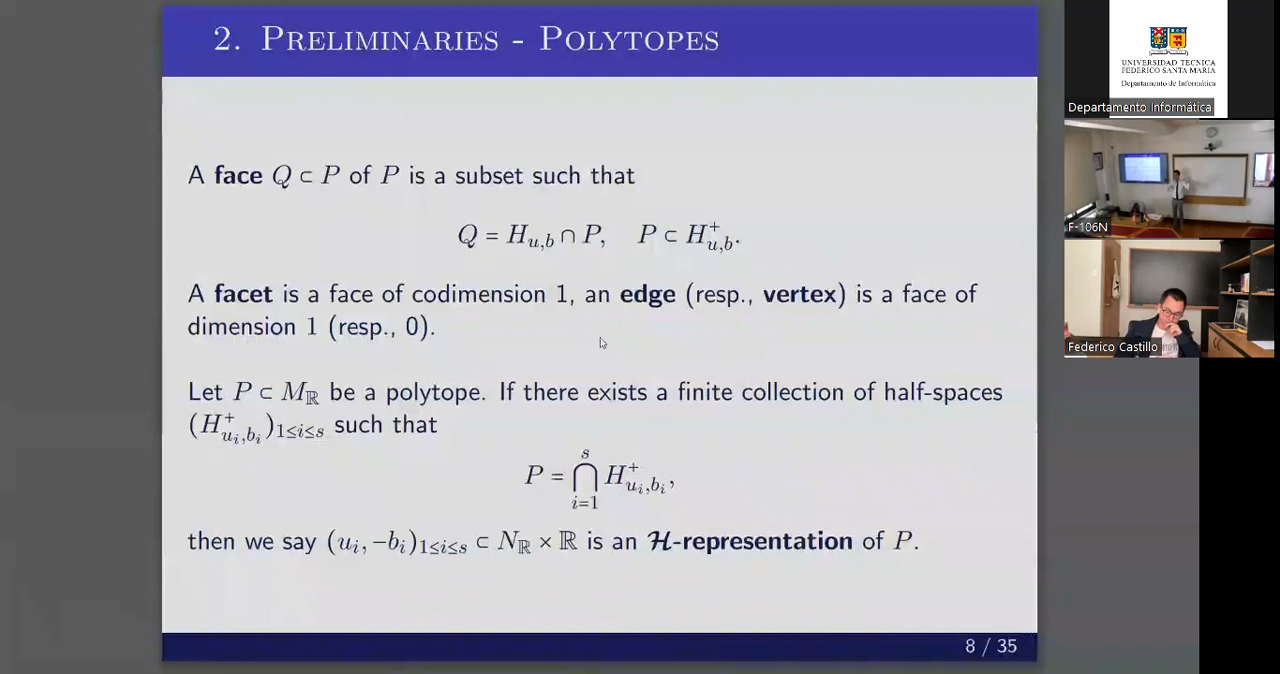 2. Preliminaries - Polytopes
A face Q ⊂ P of P is a subset such that
Q = H_{u,b} ∩ P, P ⊂ H^+_{u,b}.
A facet is a face of codimension 1, an edge (resp., vertex) is a face of
dimension 1 (resp., 0).
Let P ⊂ M_ℝ be a polytope. If there exists a finite collection of half-spaces
(H^+_{u_i,b_i})_{1≤i≤s} such that
P = ⋂_{i=1}^{s} H^+_{u_i,b_i},
then we say (u_i, −b_i)_{1≤i≤s} ⊂ N_ℝ × ℝ is an 𝓗-representation of P.
8 / 35
UNIVERSIDAD TECNICA
FEDERICO SANTA MARIA
Departamento de Informática
Departamento Informática
F-106N
Federico Castillo